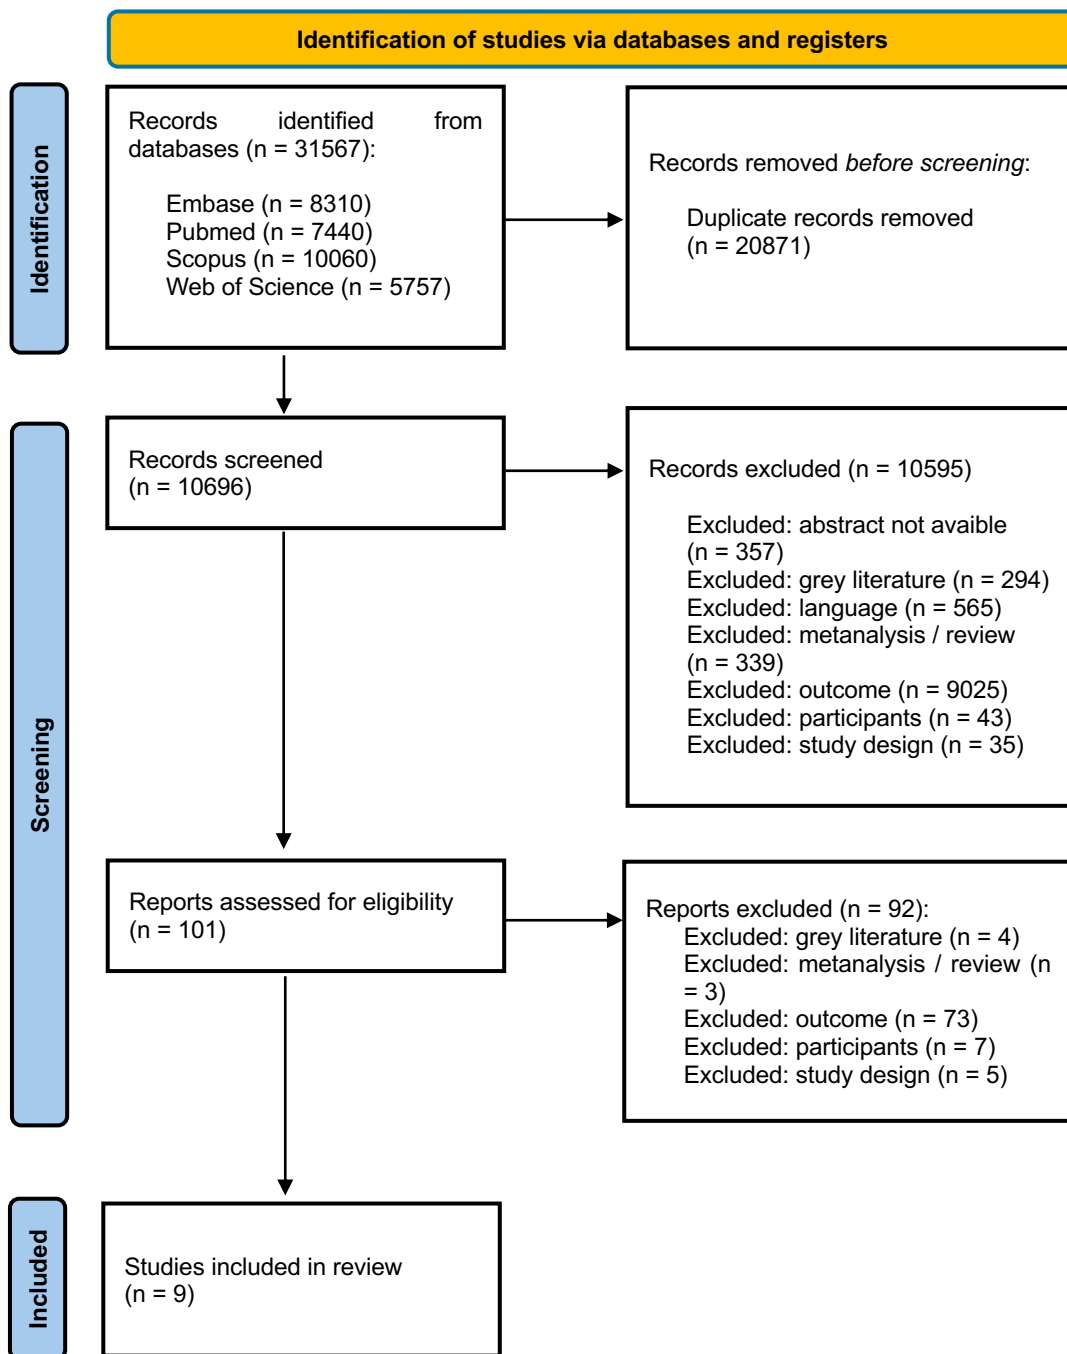 Identification of studies via databases and registers
Identification
Records identified from
databases (n = 31567):
Embase (n = 8310)
Pubmed (n = 7440)
Scopus (n = 10060)
Web of Science (n = 5757)
Records removed before screening:
Duplicate records removed
(n = 20871)
Screening
Records screened
(n = 10696)
Records excluded (n = 10595)
Excluded: abstract not avaible
(n = 357)
Excluded: grey literature (n = 294)
Excluded: language (n = 565)
Excluded: metanalysis / review
(n = 339)
Excluded: outcome (n = 9025)
Excluded: participants (n = 43)
Excluded: study design (n = 35)
Reports assessed for eligibility
(n = 101)
Reports excluded (n = 92):
Excluded: grey literature (n = 4)
Excluded: metanalysis / review (n
= 3)
Excluded: outcome (n = 73)
Excluded: participants (n = 7)
Excluded: study design (n = 5)
Included
Studies included in review
(n = 9)